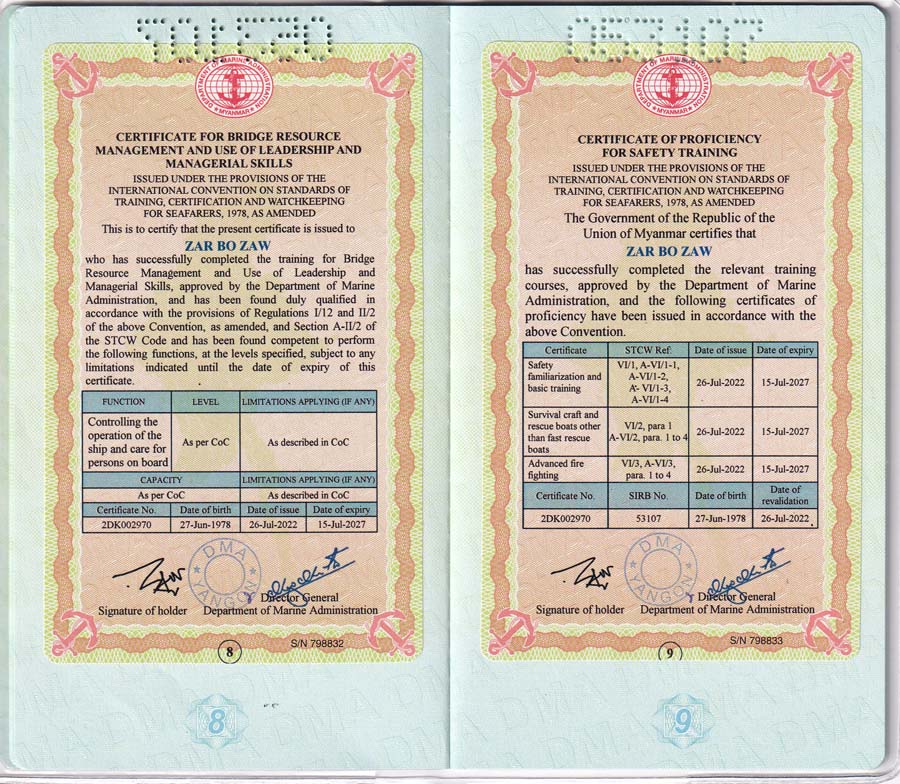 053107
DEPARTMENT OF MARINE ADMINISTRATION
★ MYANMAR ★
CERTIFICATE FOR BRIDGE RESOURCE
MANAGEMENT AND USE OF LEADERSHIP AND
MANAGERIAL SKILLS
ISSUED UNDER THE PROVISIONS OF THE
INTERNATIONAL CONVENTION ON STANDARDS OF
TRAINING, CERTIFICATION AND WATCHKEEPING
FOR SEAFARERS, 1978, AS AMENDED
This is to certify that the present certificate is issued to
ZAR BO ZAW
who has successfully completed the training for Bridge
Resource Management and Use of Leadership and
Managerial Skills, approved by the Department of Marine
Administration, and has been found duly qualified in
accordance with the provisions of Regulations I/12 and II/2
of the above Convention, as amended, and Section A-II/2 of
the STCW Code and has been found competent to perform
the following functions, at the levels specified, subject to any
limitations indicated until the date of expiry of this
certificate.
FUNCTION LEVEL LIMITATIONS APPLYING (IF ANY)
Controlling the
operation of the
ship and care for
persons on board
As per CoC As described in CoC
CAPACITY LIMITATIONS APPLYING (IF ANY)
As per CoC As described in CoC
Certificate No. Date of birth Date of issue Date of expiry
2DK002970 27-Jun-1978 26-Jul-2022 15-Jul-2027
DMA
★ YANGON ★
Director General
Signature of holder Department of Marine Administration
S/N 798832
8
8
DEPARTMENT OF MARINE ADMINISTRATION
★ MYANMAR ★
CERTIFICATE OF PROFICIENCY
FOR SAFETY TRAINING
ISSUED UNDER THE PROVISIONS OF THE
INTERNATIONAL CONVENTION ON STANDARDS OF
TRAINING, CERTIFICATION AND WATCHKEEPING
FOR SEAFARERS, 1978, AS AMENDED
The Government of the Republic of the
Union of Myanmar certifies that
ZAR BO ZAW
has successfully completed the relevant training
courses, approved by the Department of Marine
Administration, and the following certificates of
proficiency have been issued in accordance with the
above Convention.
Certificate STCW Ref: Date of issue Date of expiry
Safety
familiarization and
basic training
VI/1, A-VI/1-1,
A-VI/1-2,
A-VI/1-3,
A-VI/1-4
26-Jul-2022 15-Jul-2027
Survival craft and
rescue boats other
than fast rescue
boats
VI/2, para 1
A-VI/2, para. 1 to 4
26-Jul-2022 15-Jul-2027
Advanced fire
fighting
VI/3, A-VI/3,
para. 1 to 4
26-Jul-2022 15-Jul-2027
Certificate No. SIRB No. Date of birth Date of
revalidation
2DK002970 53107 27-Jun-1978 26-Jul-2022
DMA
★ YANGON ★
Director General
Signature of holder Department of Marine Administration
S/N 798833
9
9